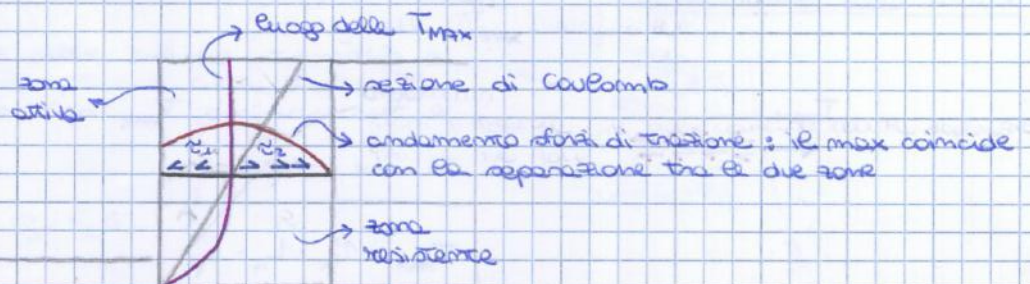 luogo delle TMAX
zona
attiva
sezione di Coulomb
andamento sforzi di trazione : il max coincide
con la separazione tra le due zone
τ1 τ2
zona
resistente